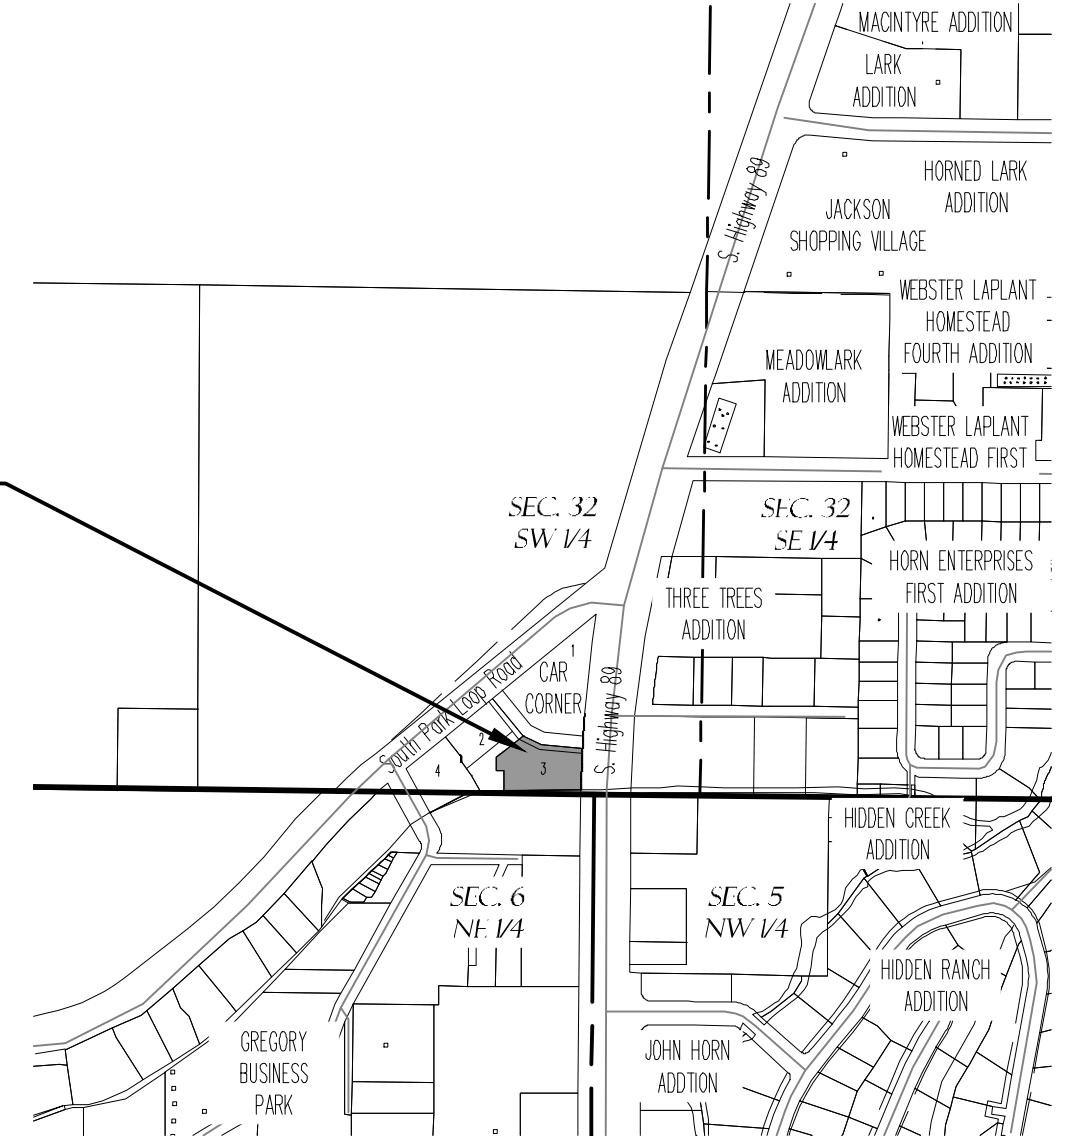 MACINTYRE ADDITION
LARK
ADDITION
S. Highway 89
HORNED LARK
ADDITION
JACKSON
SHOPPING VILLAGE
WEBSTER LAPLANT
HOMESTEAD
FOURTH ADDITION
MEADOWLARK
ADDITION
WEBSTER LAPLANT
HOMESTEAD FIRST
SEC. 32
SW 1/4
SEC. 32
SE 1/4
HORN ENTERPRISES
FIRST ADDITION
THREE TREES
ADDITION
1
CAR
CORNER
South Park Loop Road
S. Highway 89
2
3
4
HIDDEN CREEK
ADDITION
SEC. 6
NE 1/4
SEC. 5
NW 1/4
HIDDEN RANCH
ADDITION
GREGORY
BUSINESS
PARK
JOHN HORN
ADDTION